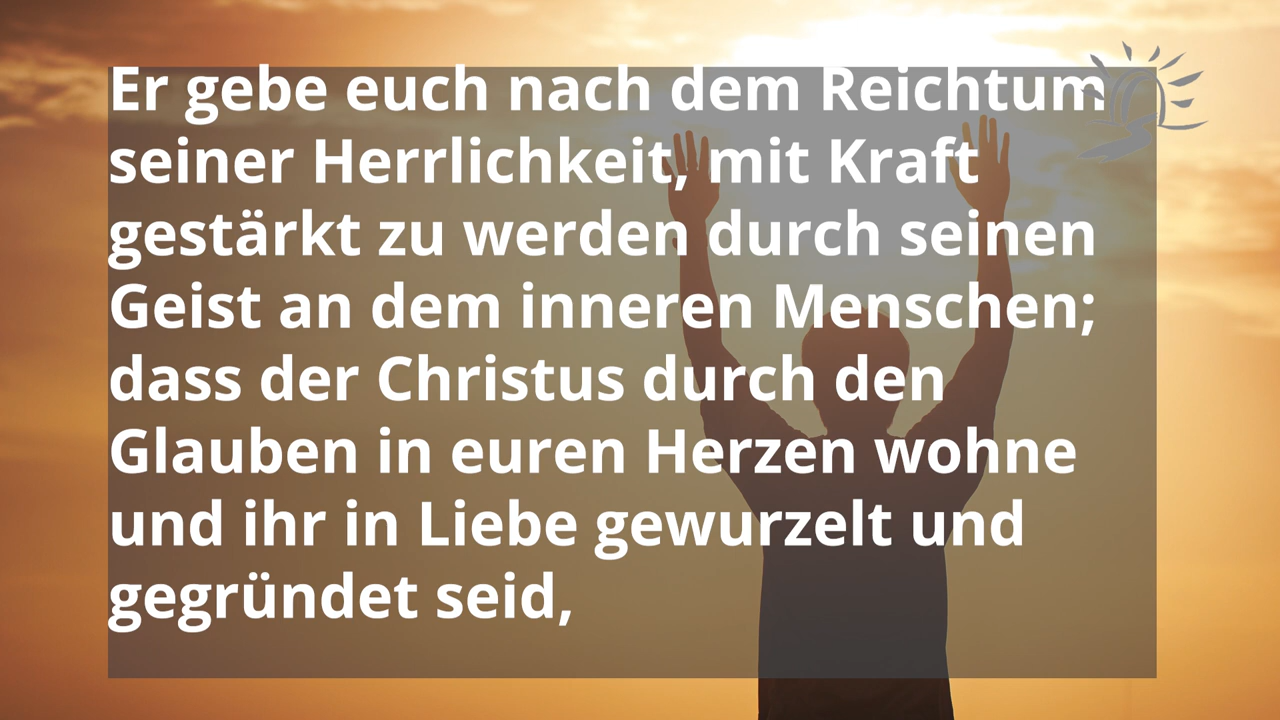 Er gebe euch nach dem Reichtum
seiner Herrlichkeit, mit Kraft
gestärkt zu werden durch seinen
Geist an dem inneren Menschen;
dass der Christus durch den
Glauben in euren Herzen wohne
und ihr in Liebe gewurzelt und
gegründet seid,